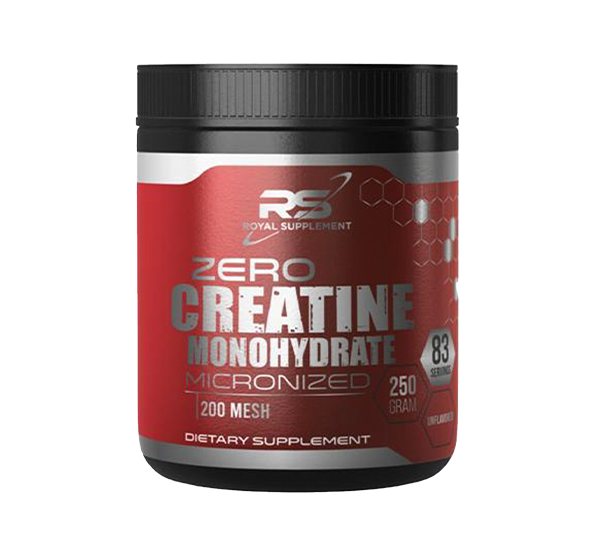 RS
ROYAL SUPPLEMENT
ZERO
CREATINE
MONOHYDRATE
MICRONIZED
200 MESH
250
GRAM
83
SERVINGS
UNFLAVORED
DIETARY SUPPLEMENT